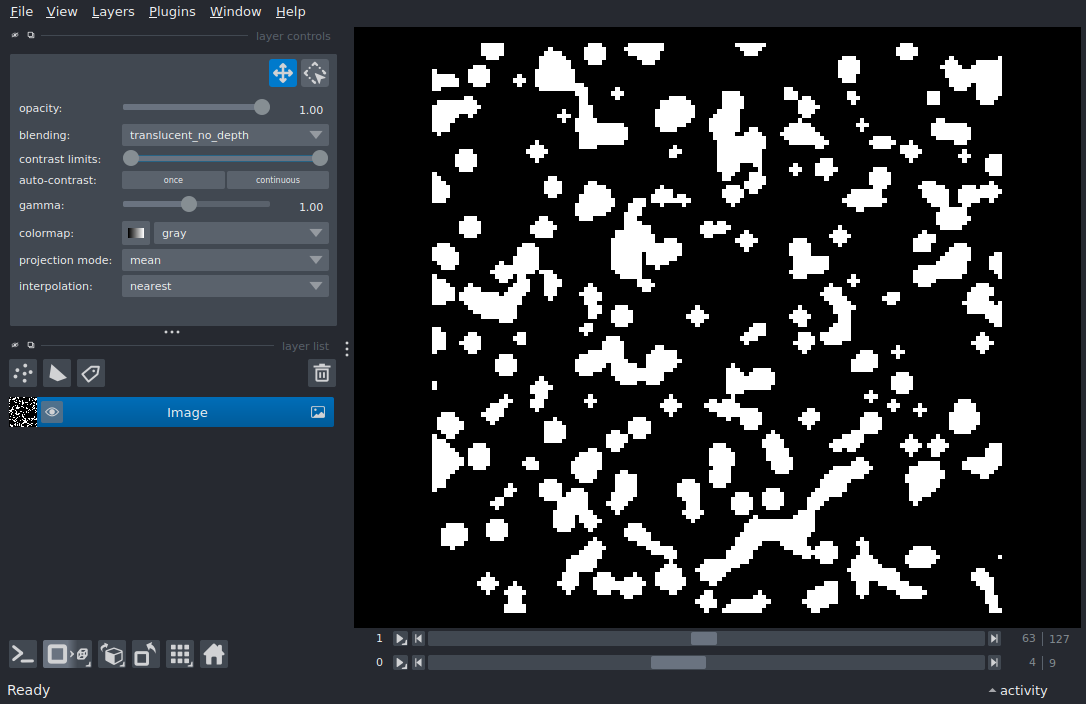 File View Layers Plugins Window Help
layer controls
opacity: 1.00
blending: translucent_no_depth
contrast limits:
auto-contrast: once continuous
gamma: 1.00
colormap: gray
projection mode: mean
interpolation: nearest
layer list
Image
1 63 127
0 4 9
Ready activity